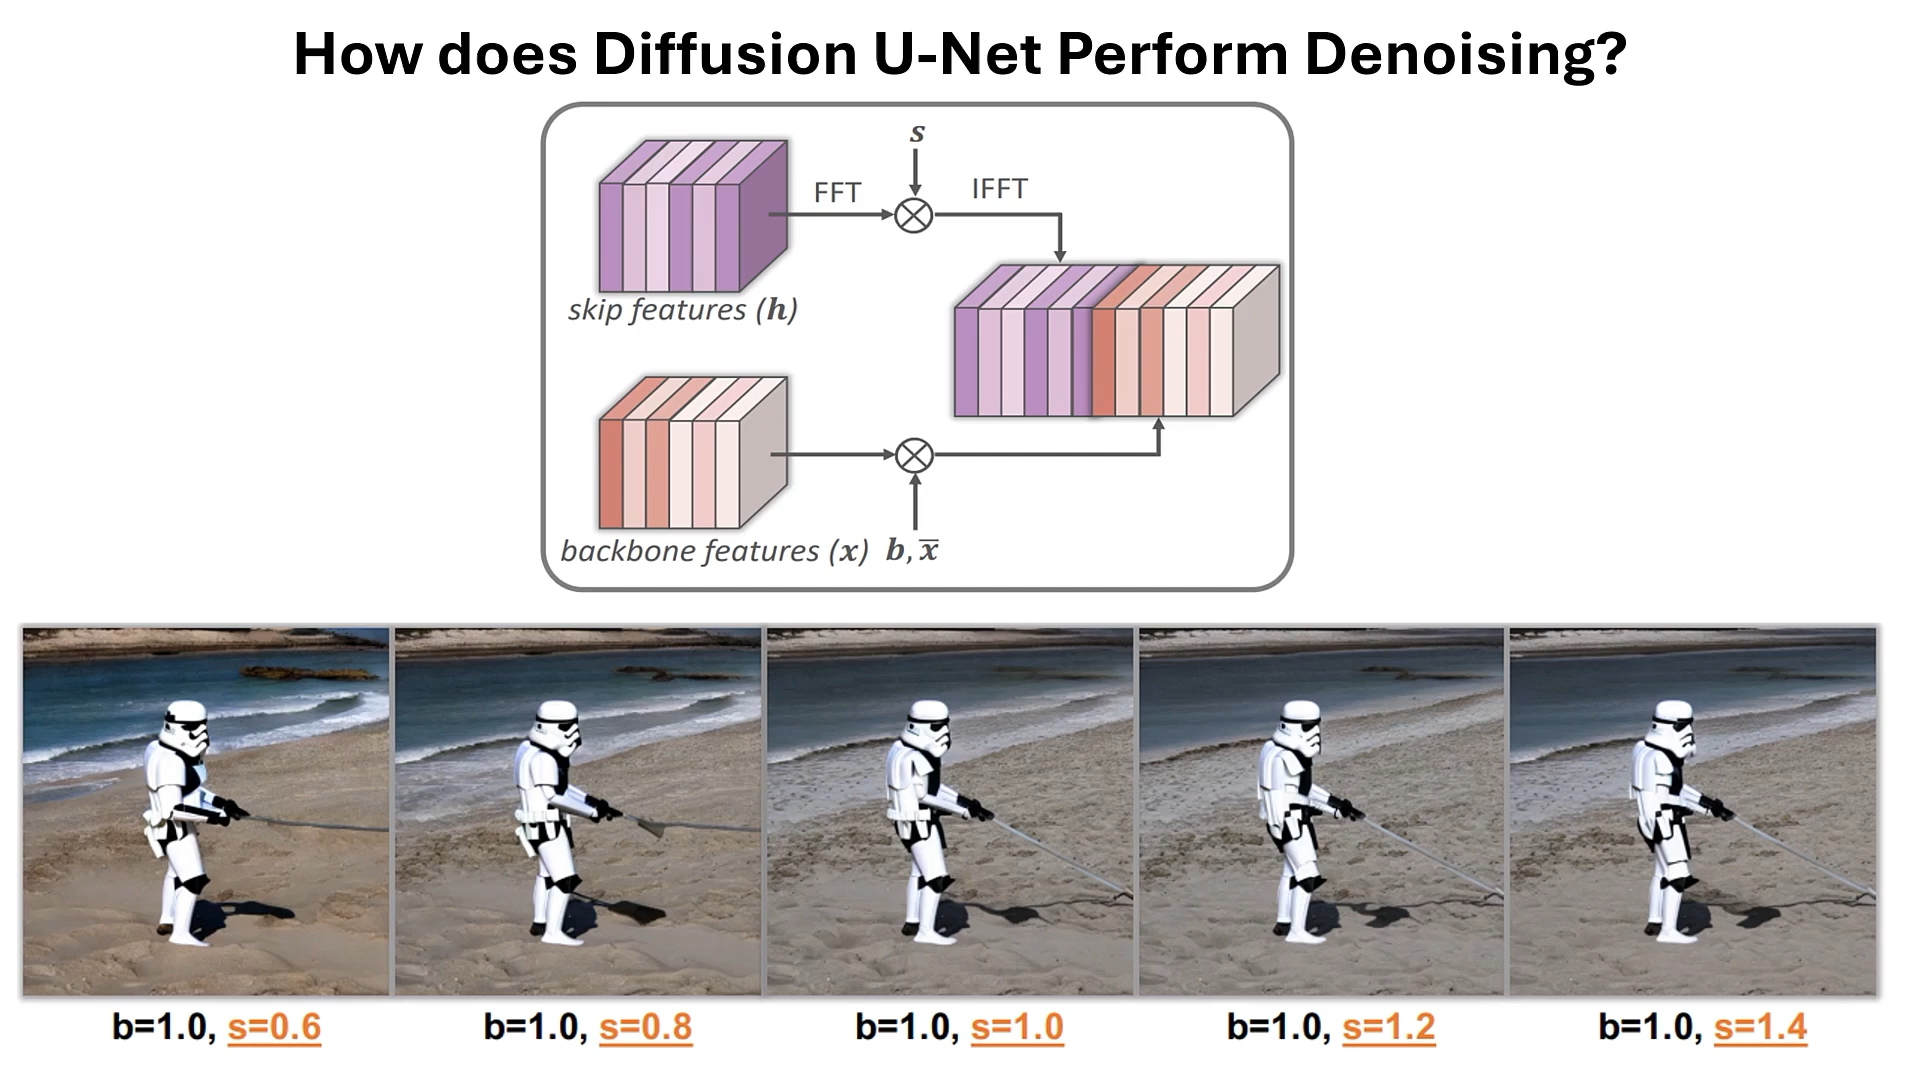 How does Diffusion U-Net Perform Denoising?
s
FFT
IFFT
skip features (h)
backbone features (x) b, x̅
b=1.0, s=0.6
b=1.0, s=0.8
b=1.0, s=1.0
b=1.0, s=1.2
b=1.0, s=1.4